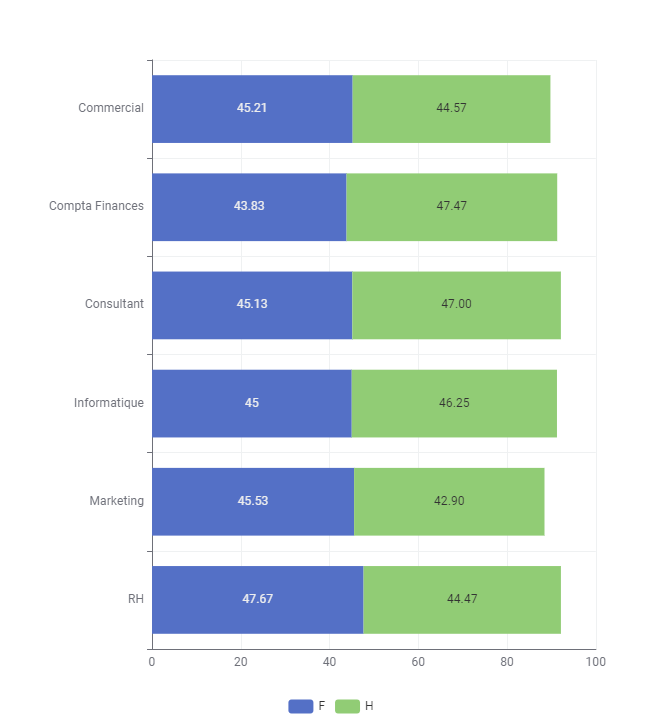 Commercial 45.21 44.57
Compta Finances 43.83 47.47
Consultant 45.13 47.00
Informatique 45 46.25
Marketing 45.53 42.90
RH 47.67 44.47
0 20 40 60 80 100
F H